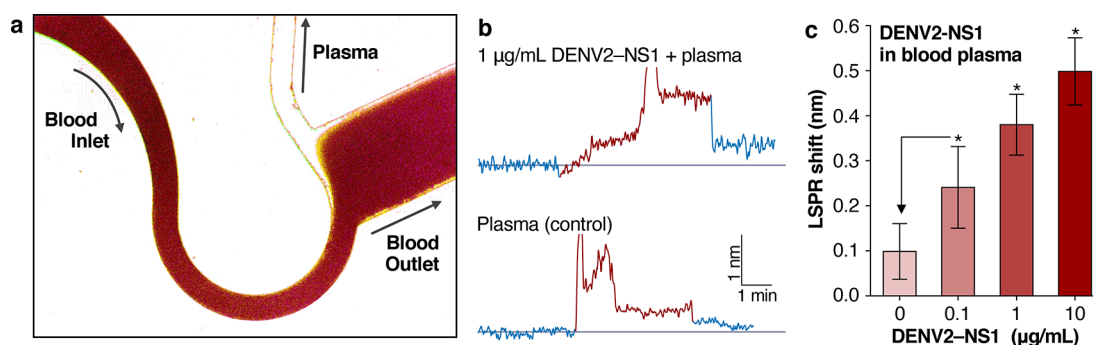 a
Plasma
Blood
Inlet
Blood
Outlet
b
1 µg/mL DENV2–NS1 + plasma
Plasma (control)
1 nm
1 min
c
DENV2-NS1
in blood plasma
LSPR shift (nm)
0.6
0.5
0.4
0.3
0.2
0.1
0.0
*
*
*
0 0.1 1 10
DENV2–NS1 (µg/mL)